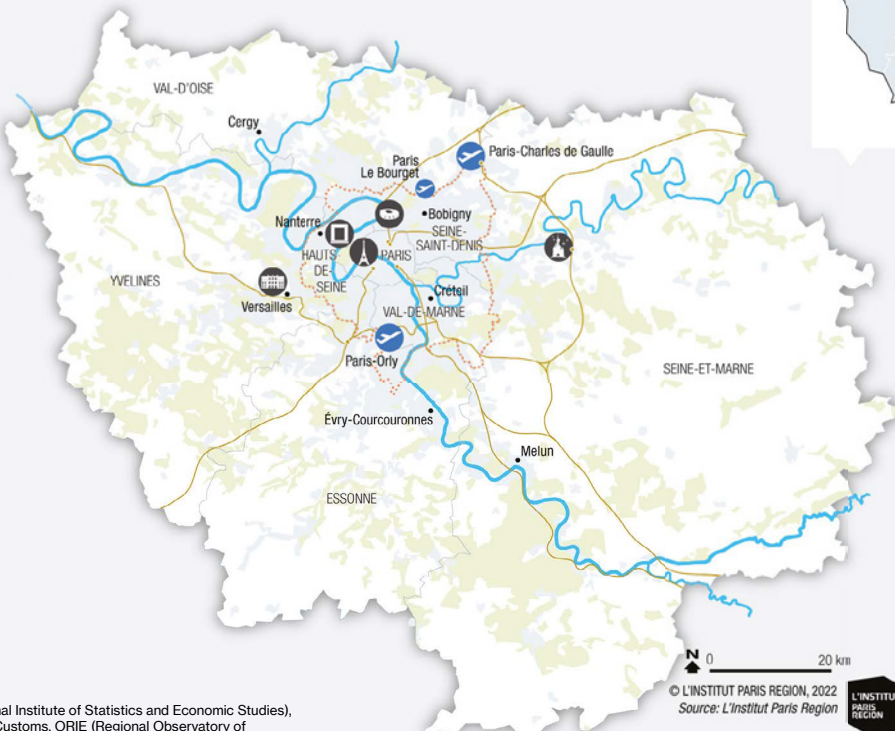 VAL-D'OISE
Cergy
Paris-Charles de Gaulle
Paris
Le Bourget
Bobigny
Nanterre
SEINE-
SAINT-DENIS
HAUTS
DE-
SEINE
PARIS
YVELINES
Versailles
Créteil
VAL-DE-MARNE
Paris-Orly
SEINE-ET-MARNE
Évry-Courcouronnes
Melun
ESSONNE
N 0 20 km
© L'INSTITUT PARIS REGION, 2022
Source: L'Institut Paris Region
L'INSTITUT
PARIS
REGION
nal Institute of Statistics and Economic Studies),
Customs, ORIE (Regional Observatory of